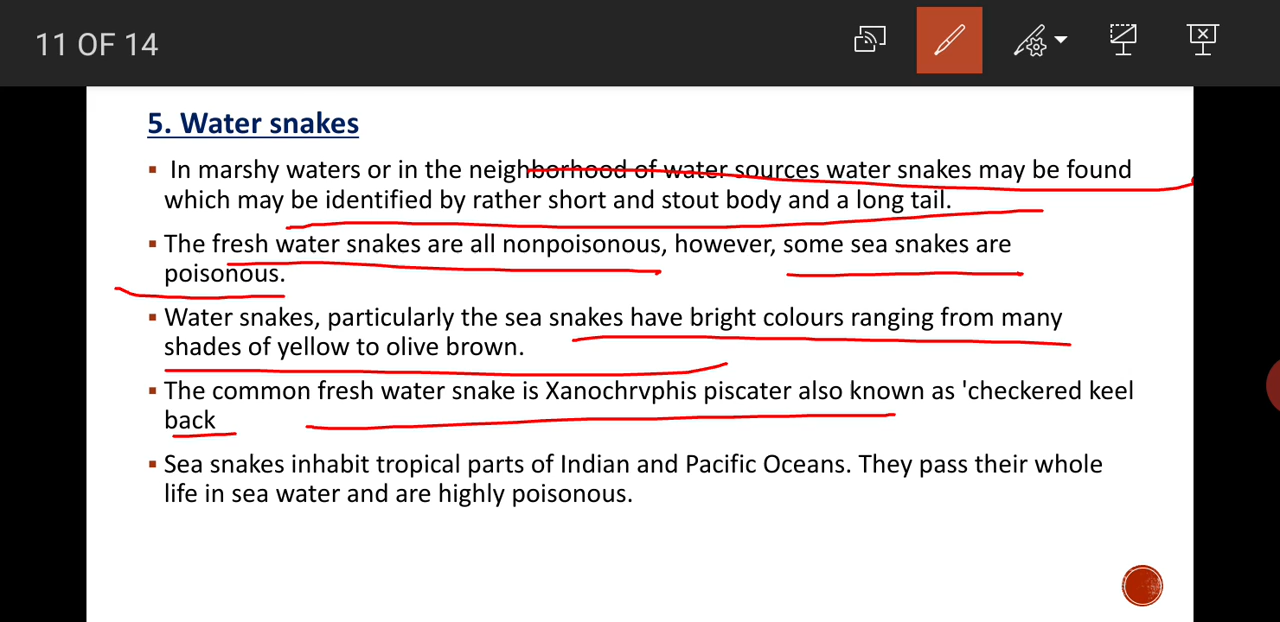 11 OF 14
5. Water snakes
▪ In marshy waters or in the neighborhood of water sources water snakes may be found
which may be identified by rather short and stout body and a long tail.
▪ The fresh water snakes are all nonpoisonous, however, some sea snakes are
poisonous.
▪ Water snakes, particularly the sea snakes have bright colours ranging from many
shades of yellow to olive brown.
▪ The common fresh water snake is Xanochrvphis piscater also known as 'checkered keel
back
▪ Sea snakes inhabit tropical parts of Indian and Pacific Oceans. They pass their whole
life in sea water and are highly poisonous.